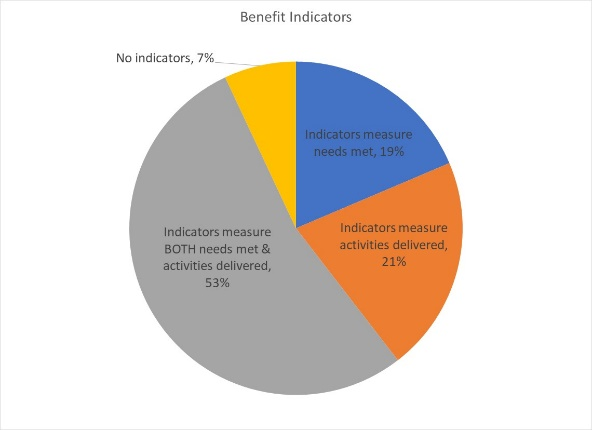 Benefit Indicators
No indicators, 7%
Indicators measure
needs met, 19%
Indicators measure
activities delivered,
21%
Indicators measure
BOTH needs met &
activities delivered,
53%